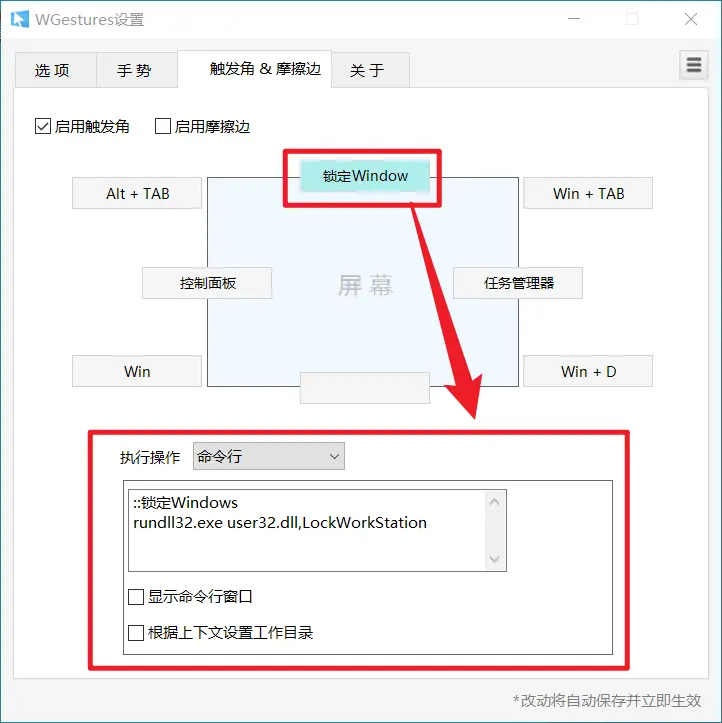 WGestures设置
选 项
手 势
触发角 & 摩擦边
关 于
启用触发角
启用摩擦边
锁定Window
Alt + TAB
Win + TAB
控制面板
屏 幕
任务管理器
Win
Win + D
执行操作
命令行
::锁定Windows
rundll32.exe user32.dll,LockWorkStation
显示命令行窗口
根据上下文设置工作目录
*改动将自动保存并立即生效